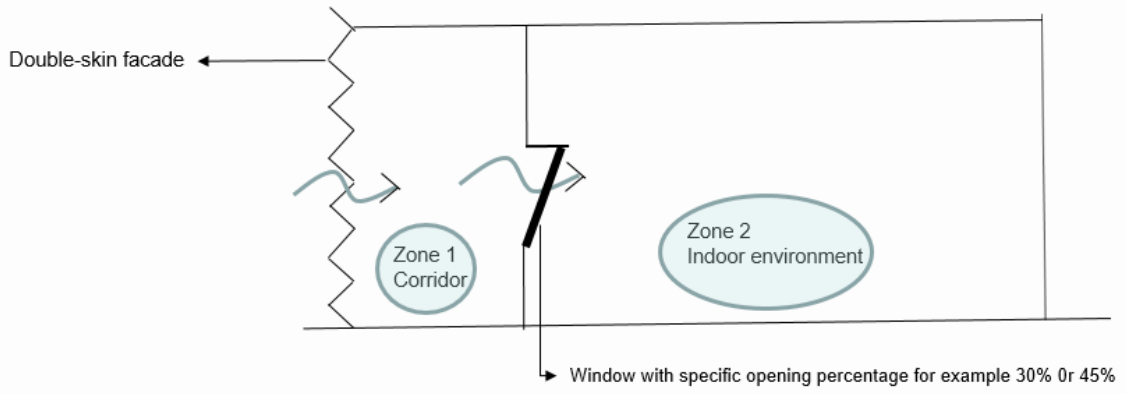 Double-skin facade
Zone 1
Corridor
Zone 2
Indoor environment
Window with specific opening percentage for example 30% 0r 45%